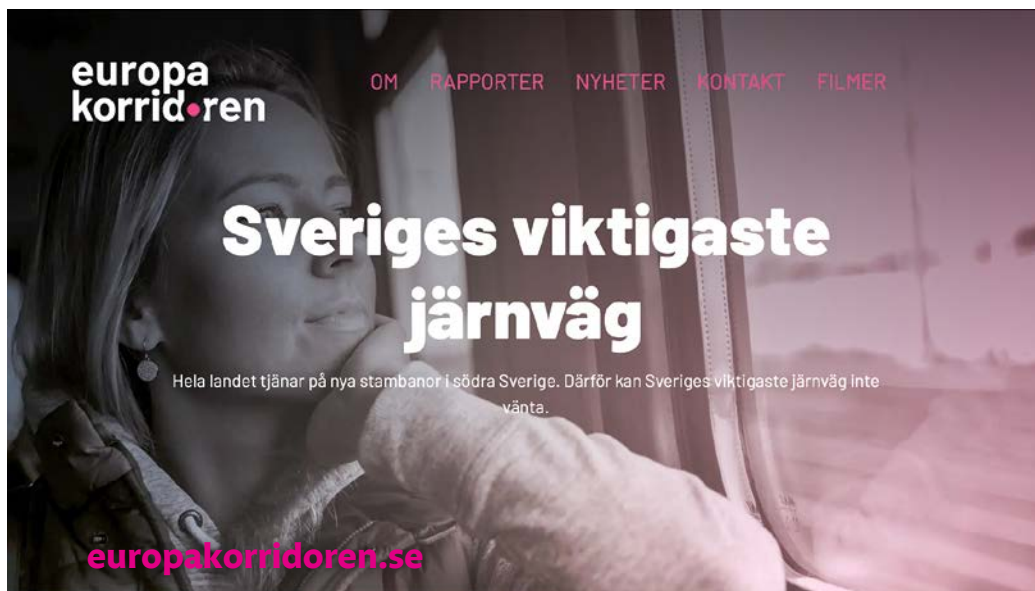 europa
korridoren
OM RAPPORTER NYHETER KONTAKT FILMER
Sveriges viktigaste
järnväg
Hela landet tjänar på nya stambanor i södra Sverige. Därför kan Sveriges viktigaste järnväg inte
vänta.
europakorridoren.se